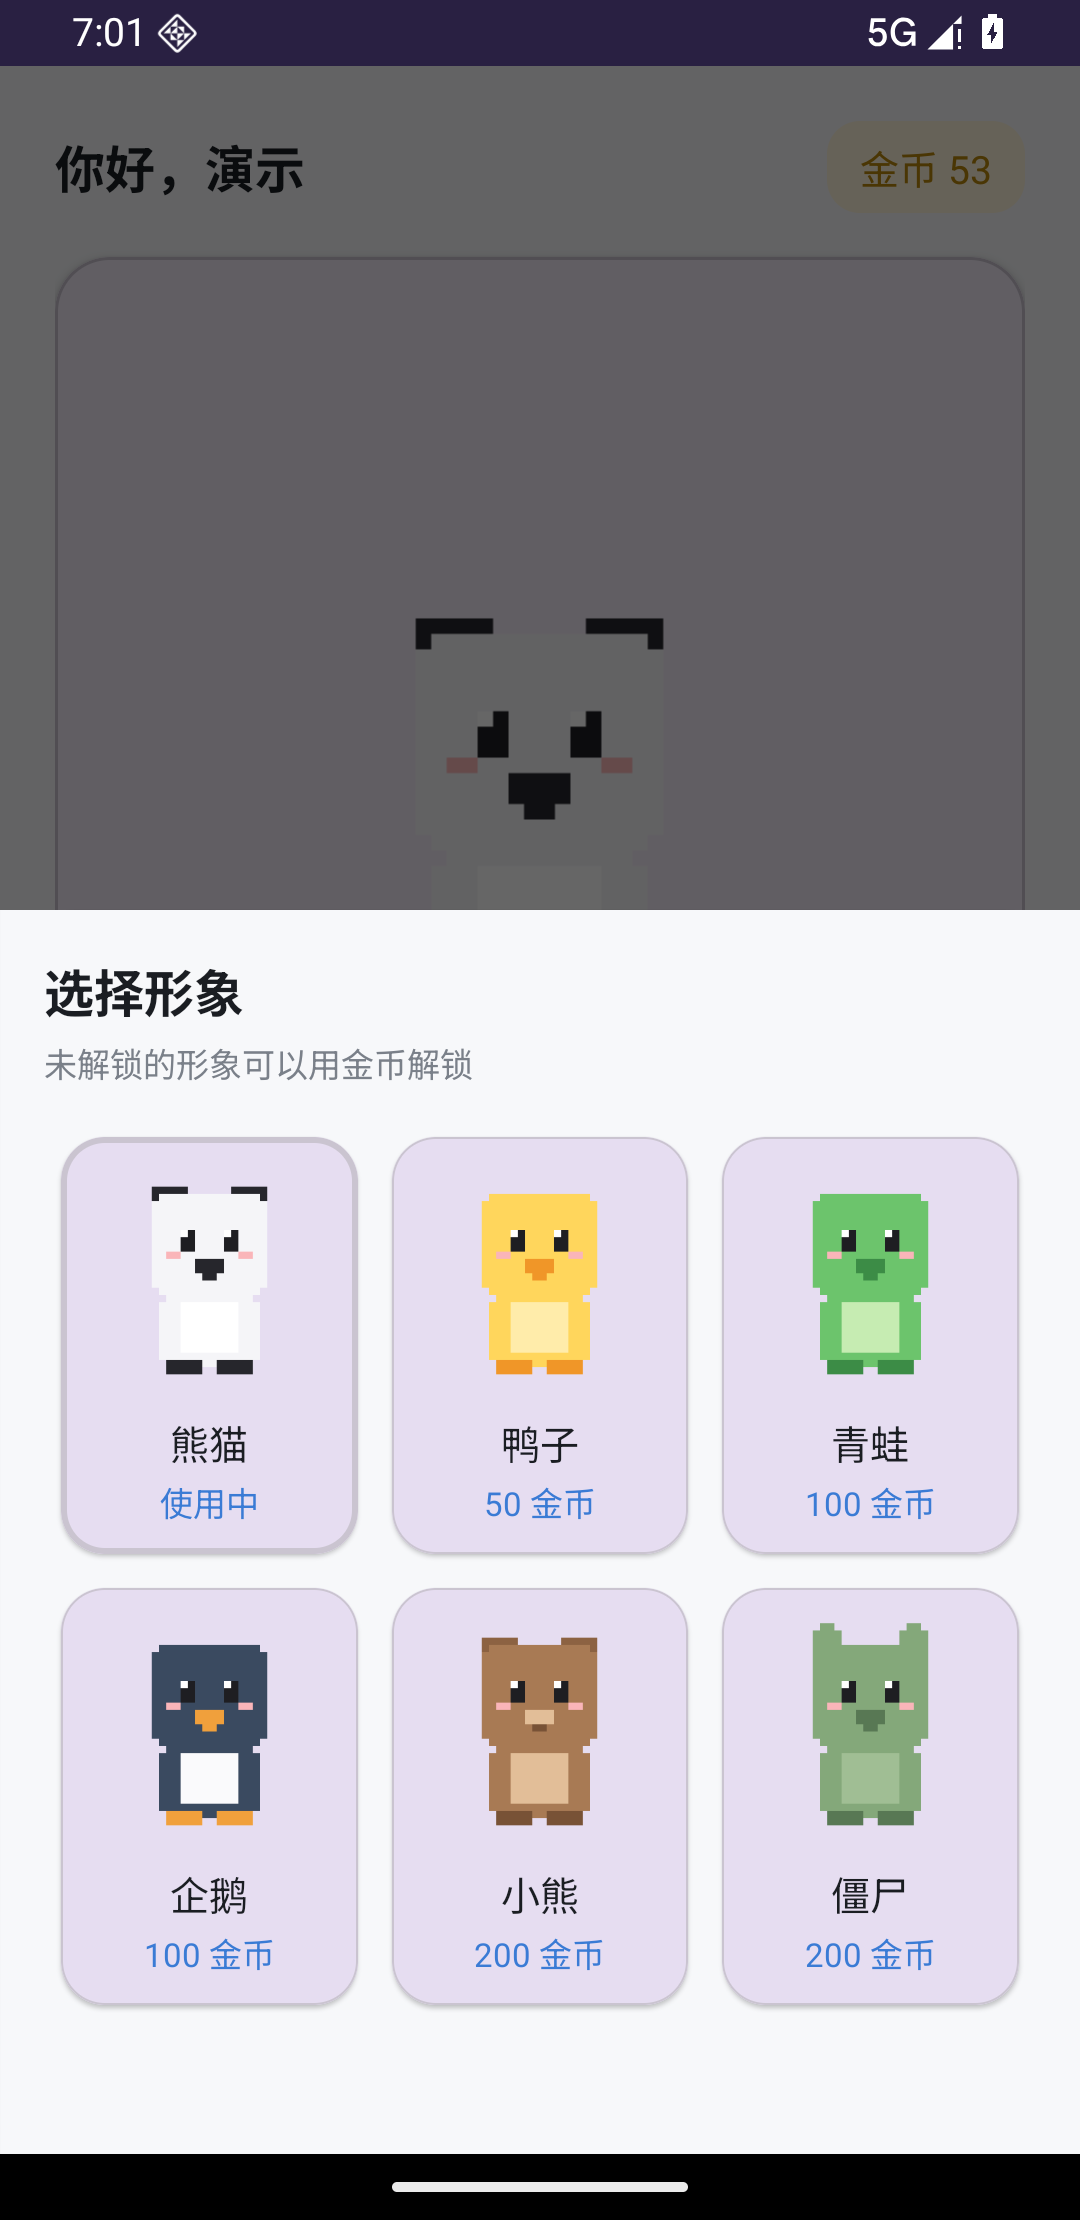 7:01
5G
你好，演示
金币 53
选择形象
未解锁的形象可以用金币解锁
熊猫
使用中
鸭子
50 金币
青蛙
100 金币
企鹅
100 金币
小熊
200 金币
僵尸
200 金币